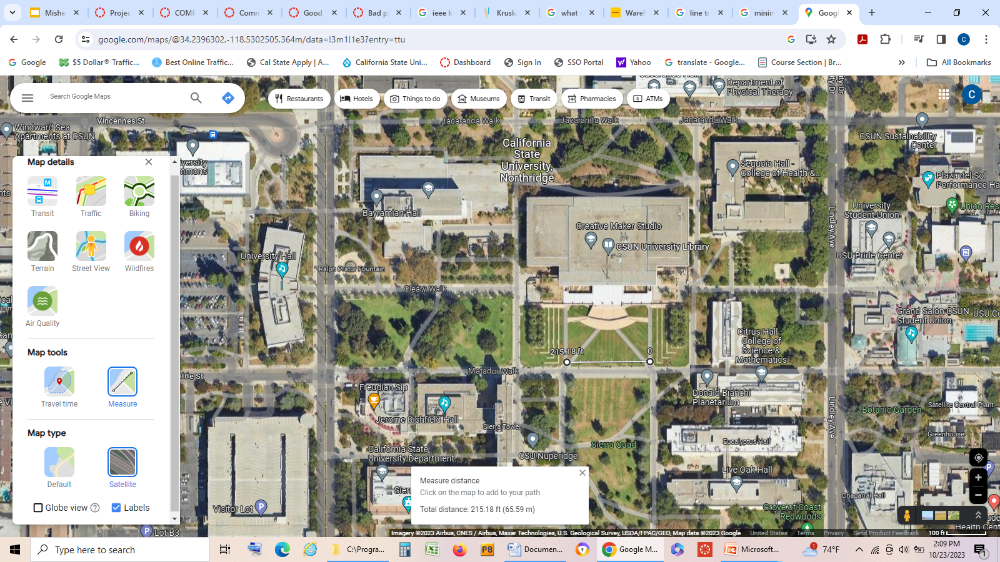 Mishe
Projec
COMP
Comn
Good
Bad p
ieee k
Kruska
what i
Wareh
line tr
minim
Googl
google.com/maps/@34.2396302,-118.5302505,364m/data=!3m1!1e3?entry=ttu
C
Google
$5 Dollar® Traffic...
Best Online Traffic...
Cal State Apply | A...
California State Uni...
Dashboard
Sign In
SSO Portal
Yahoo
translate - Google...
Course Section | Br...
All Bookmarks
Search Google Maps
Restaurants
Hotels
Things to do
Museums
Transit
Pharmacies
ATMs
C
Department of
Physical Therapy
Vincennes St
Jacaranda Walk
Jacaranda Walk
Jacaranda Walk
Windward Sea
Apartments at CSUN
CSUN Sustainability
Center
California
State
University,
Northridge
Map details
Transit
Traffic
Biking
Terrain
Street View
Wildfires
Air Quality
Map tools
Travel time
Measure
Map type
Default
Satellite
Globe view
Labels
Sequoia Hall -
College of Health &...
Plaza del Sol
Performance Ha
Union Res
Bayramian Hall
University
Student Union
Lindley Ave
Creative Maker Studio
CSUN University Library
USU Pride Center
University Hall
Ralph Prator Fountain
Cleary Walk
Grand Salon CSUN
Student Union
USU Co
Citrus Hall -
College of
Science &
Mathematics
215.18 ft
0
Matador Walk
irie St
Freudian Sip
Jerome Richfield Hall
Donald Bianchi
Planetarium
Sierra Tower
Lindley Ave
Botanic Garden
Satellite Central Plant
Greenhouse
Eucalyptus Hall
Sierra Quad
CSU Nuperidge
California State
University Department...
Live Oak Hall
Chaparral Hall
Grove of Coast
Redwoods
Visitor Lot
Lot B3
Sierr
Health Cent
Measure distance
Click on the map to add to your path
Total distance: 215.18 ft (65.59 m)
Imagery ©2023 Airbus, CNES / Airbus, Maxar Technologies, U.S. Geological Survey, USDA/FPAC/GEO, Map data ©2023 Google
United States
Terms
Privacy
Send Product Feedback
100 ft
Type here to search
C:\Progra...
Documen...
Google M...
Microsoft...
74°F
2:09 PM
10/23/2023